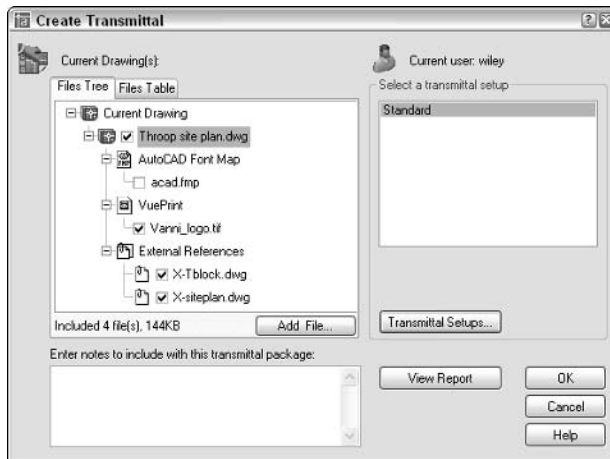 Create Transmittal
Current Drawing(s):
Current user: wiley
Files Tree
Files Table
Current Drawing
Throop site plan.dwg
AutoCAD Font Map
acad.fmp
VuePrint
Vanni_logo.tif
External References
X-Tblock.dwg
X-siteplan.dwg
Included 4 file(s), 144KB
Add File...
Select a transmittal setup
Standard
Transmittal Setups...
Enter notes to include with this transmittal package:
View Report
OK
Cancel
Help